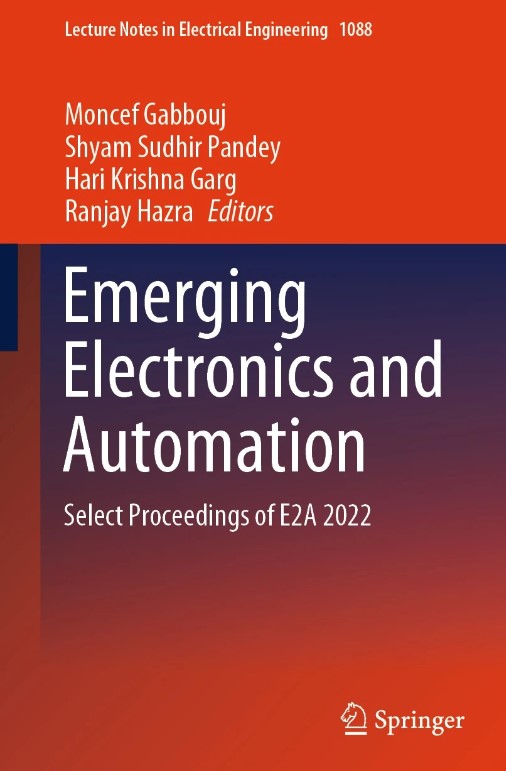 Lecture Notes in Electrical Engineering 1088
Moncef Gabbouj
Shyam Sudhir Pandey
Hari Krishna Garg
Ranjay Hazra Editors
Emerging
Electronics and
Automation
Select Proceedings of E2A 2022
Springer